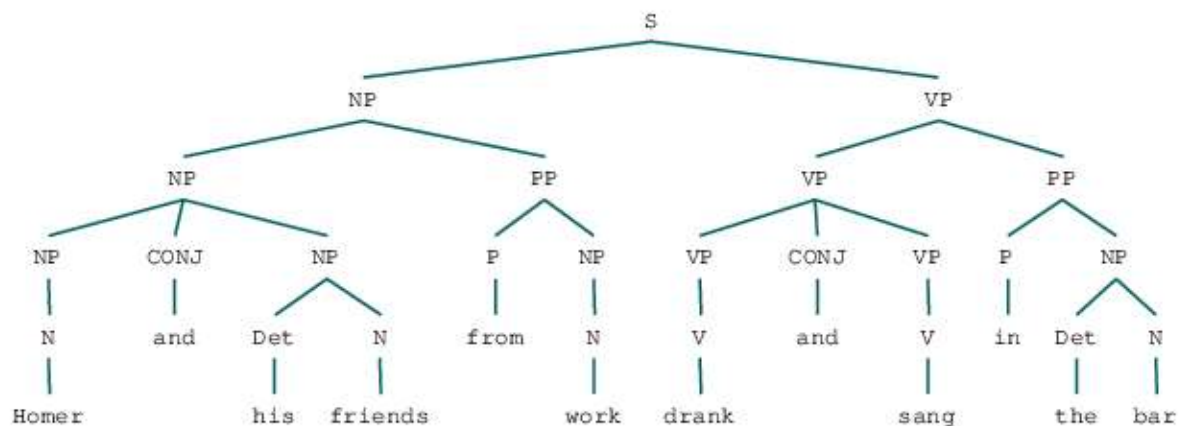 S
NP VP
NP PP VP PP
NP CONJ NP P NP VP CONJ VP P NP
N and Det N from N V and V in Det N
Homer his friends work drank sang the bar